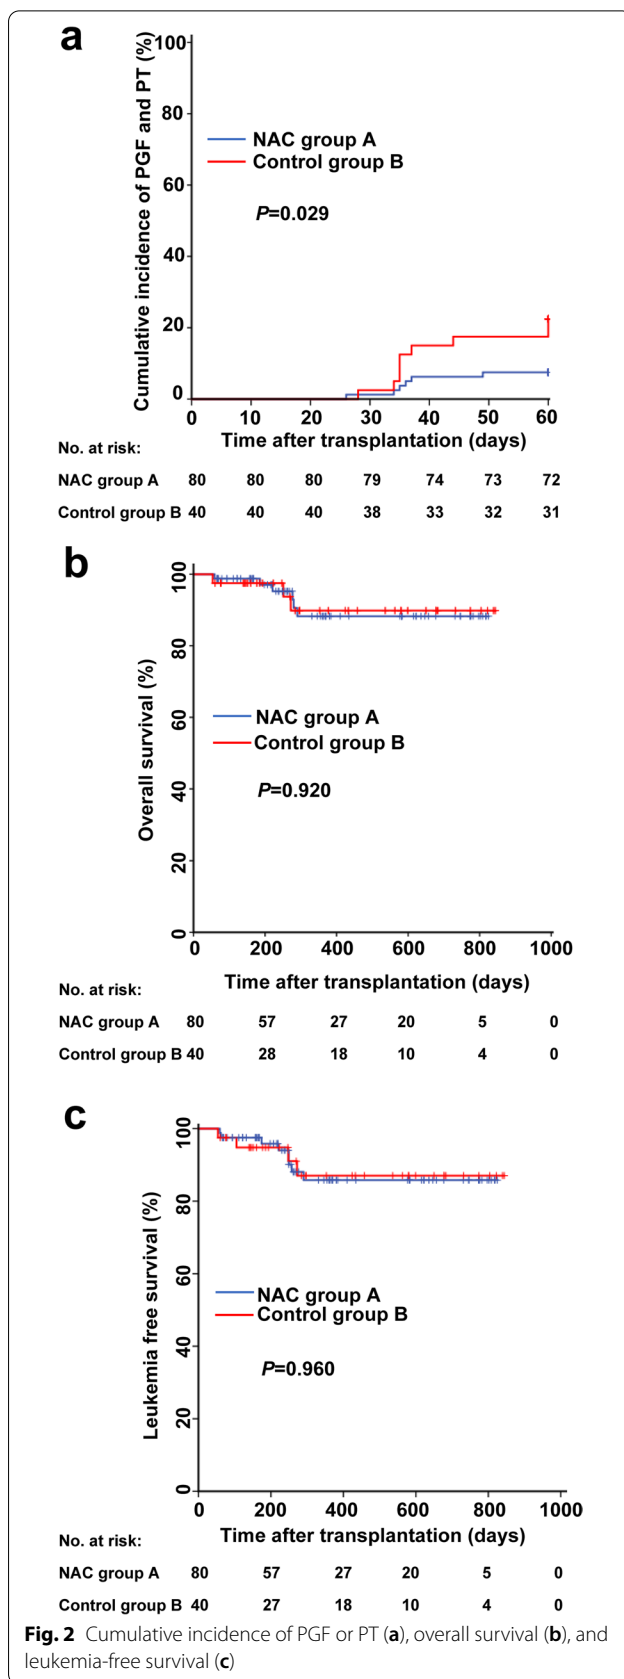 a
Cumulative incidence of PGF and PT (%)
100
80
60
40
20
0
NAC group A
Control group B
P=0.029
0 10 20 30 40 50 60
Time after transplantation (days)
No. at risk:
NAC group A 80 80 80 79 74 73 72
Control group B 40 40 40 38 33 32 31
b
Overall survival (%)
100
80
60
40
20
0
NAC group A
Control group B
P=0.920
0 200 400 600 800 1000
Time after transplantation (days)
No. at risk:
NAC group A 80 57 27 20 5 0
Control group B 40 28 18 10 4 0
c
Leukemia free survival (%)
100
80
60
40
20
0
NAC group A
Control group B
P=0.960
0 200 400 600 800 1000
Time after transplantation (days)
No. at risk:
NAC group A 80 57 27 20 5 0
Control group B 40 27 18 10 4 0
Fig. 2 Cumulative incidence of PGF or PT (a), overall survival (b), and
leukemia-free survival (c)